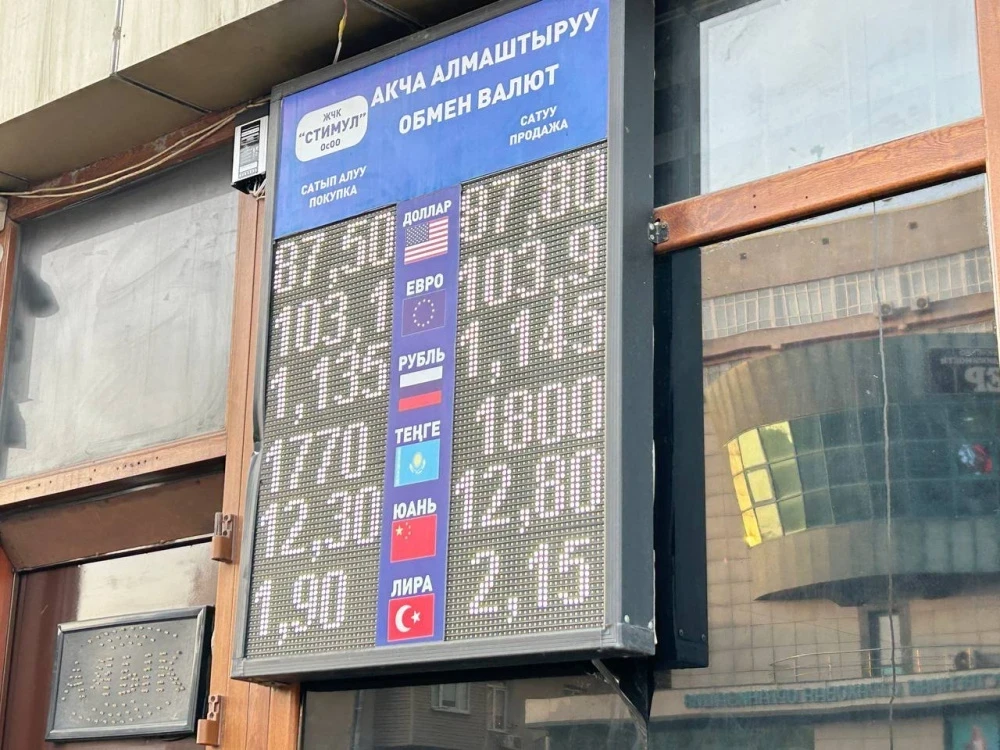 АКЧА АЛМАШТЫРУУ
ОБМЕН ВАЛЮТ
ЖЧК
"СТИМУЛ"
ОсОО
САТЫП АЛУУ
ПОКУПКА
САТУУ
ПРОДАЖА
87,50 ДОЛЛАР 87,80
103,1 ЕВРО 103,9
1,135 РУБЛЬ 1,145
1770 ТЕҢГЕ 1800
12,30 ЮАНЬ 12,60
1,90 ЛИРА 2,15
АЧЫК